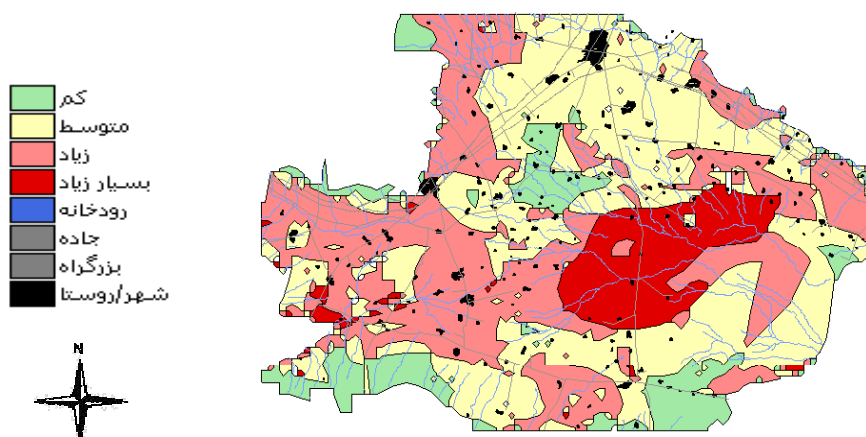 کم
متوسط
زیاد
بسیار زیاد
رودخانه
جاده
بزرگراه
شهر/روستا
N